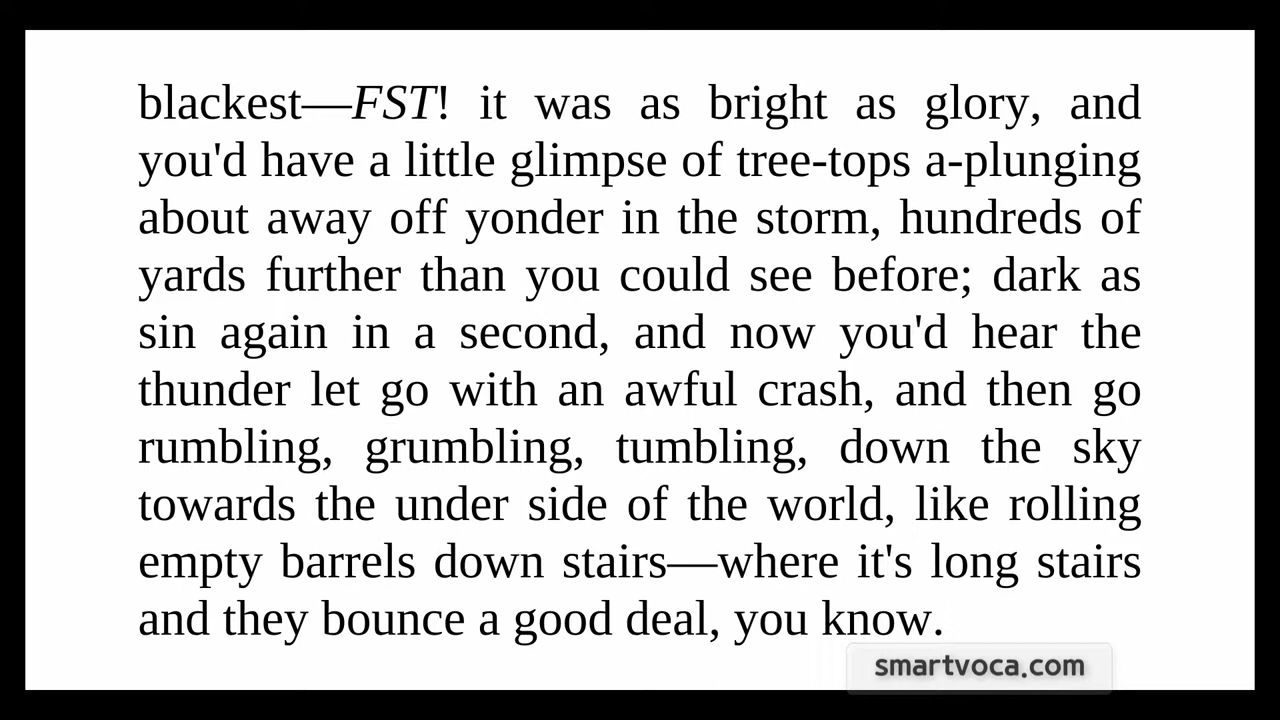 blackest—FST! it was as bright as glory, and
you'd have a little glimpse of tree-tops a-plunging
about away off yonder in the storm, hundreds of
yards further than you could see before; dark as
sin again in a second, and now you'd hear the
thunder let go with an awful crash, and then go
rumbling, grumbling, tumbling, down the sky
towards the under side of the world, like rolling
empty barrels down stairs—where it's long stairs
and they bounce a good deal, you know.
smartvoca.com